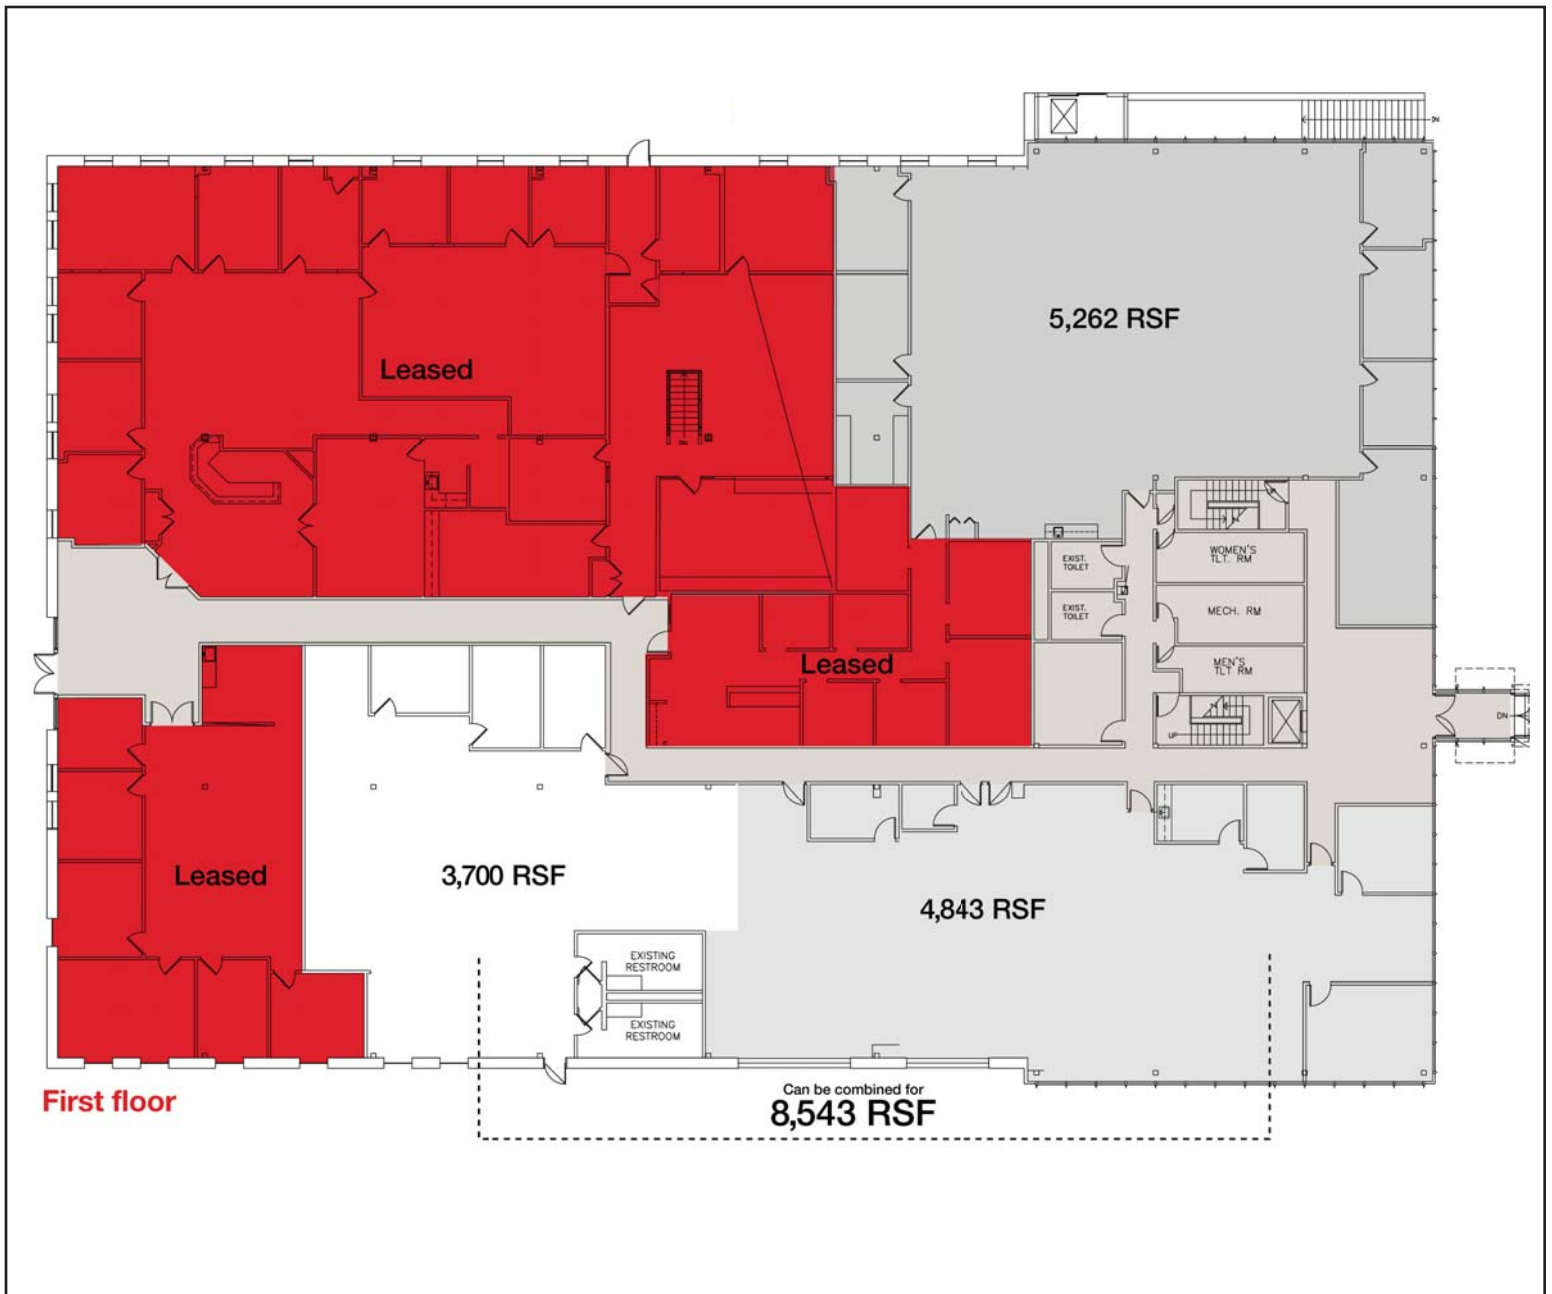 DN
5,262 RSF
Leased
DN
EXIST.
TOILET
WOMEN'S
TLT. RM
EXIST.
TOILET
MECH. RM
Leased
MEN'S
TLT RM
DN
UP
Leased
3,700 RSF
4,843 RSF
EXISTING
RESTROOM
EXISTING
RESTROOM
First floor
Can be combined for
8,543 RSF